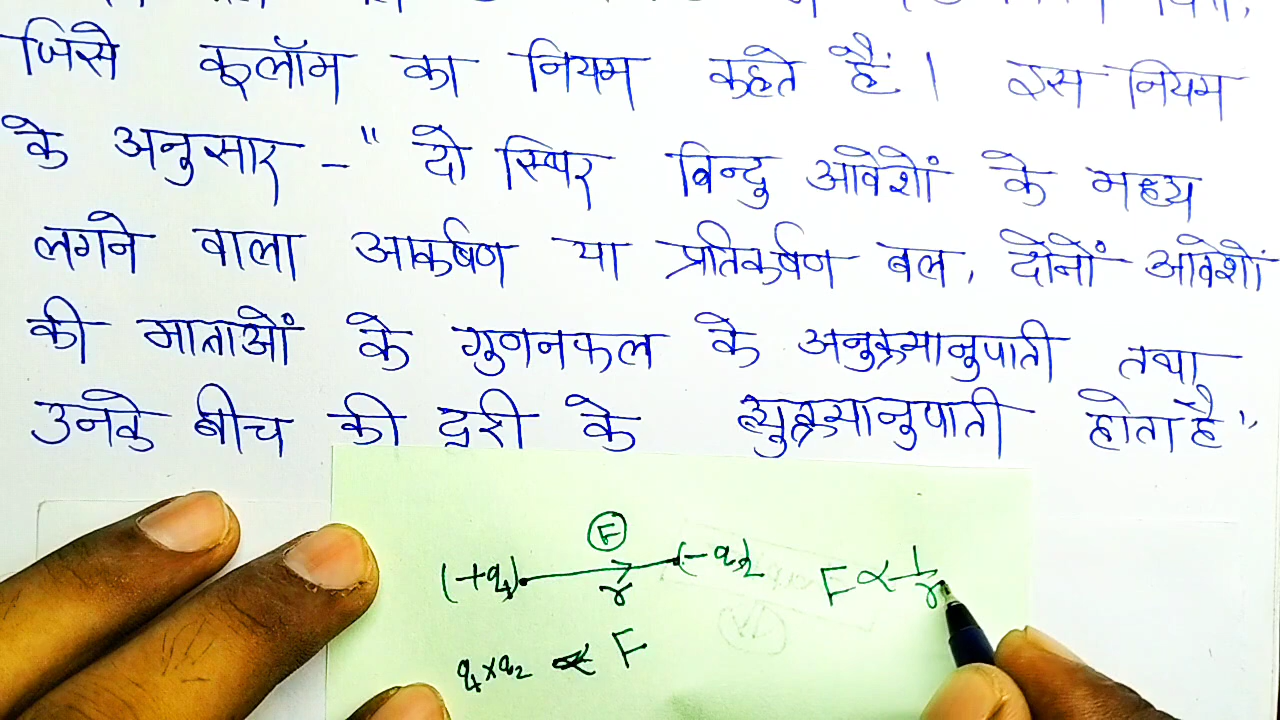 जिसे कूलॉम का नियम कहते हैं। इस नियम
के अनुसार - " दो स्थिर बिन्दु आवेशों के मध्य
लगने वाला आकर्षण या प्रतिकर्षण बल, दोनों आवेशों
की मात्राओं के गुणनफल के अनुक्रमानुपाती तथा
उनके बीच की दूरी के व्युत्क्रमानुपाती होता है"
F
(+q1) (-q2)
r
F ∝ 1/r
q1 x q2 ∝ F